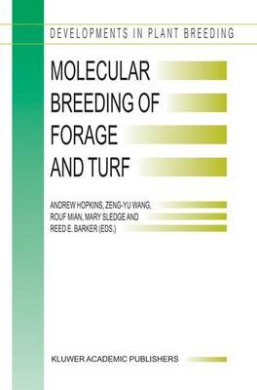 DEVELOPMENTS IN PLANT BREEDING
MOLECULAR
BREEDING OF
FORAGE
AND TURF
ANDREW HOPKINS, ZENG-YU WANG,
ROUF MIAN, MARY SLEDGE AND
REED E. BARKER (EDS.)
KLUWER ACADEMIC PUBLISHERS